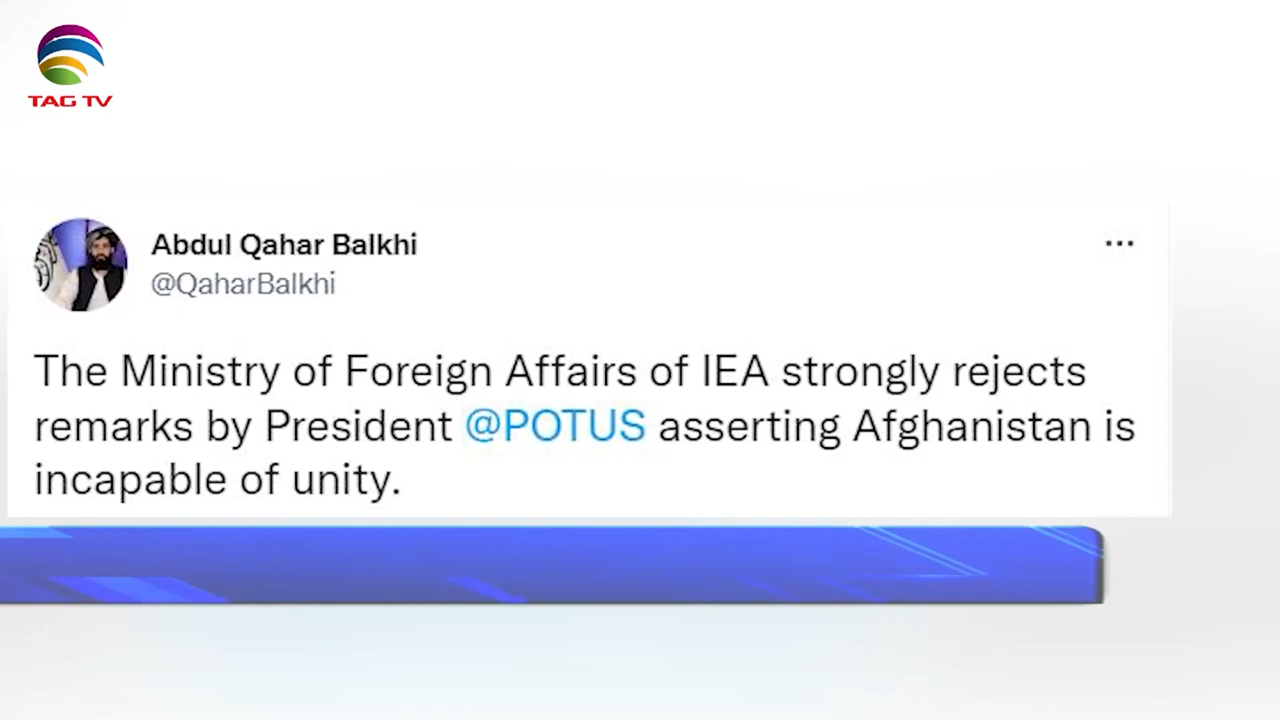 TAG TV
Abdul Qahar Balkhi
@QaharBalkhi
The Ministry of Foreign Affairs of IEA strongly rejects
remarks by President @POTUS asserting Afghanistan is
incapable of unity.